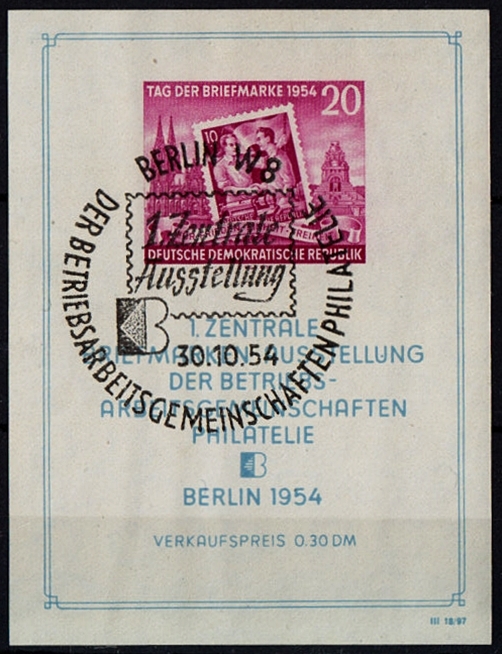 TAG DER BRIEFMARKE 1954 20
10
DEUTSCHE DEMOKRATISCHE REPUBLIK
BERLIN W8
1. Zentrale
Ausstellung
30.10.54
DER BETRIEBSARBEITSGEMEINSCHAFTEN PHILATELIE
1. ZENTRALE
BRIEFMARKEN-AUSSTELLUNG
DER BETRIEBS-
ARBEITSGEMEINSCHAFTEN
PHILATELIE
B
BERLIN 1954
VERKAUFSPREIS 0.30 DM
III 18/97